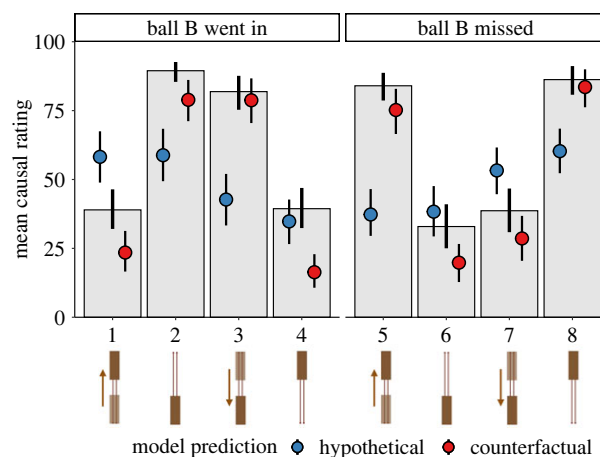 ball B went in
ball B missed
mean causal rating
100
75
50
25
0
1 2 3 4 5 6 7 8
model prediction hypothetical counterfactual